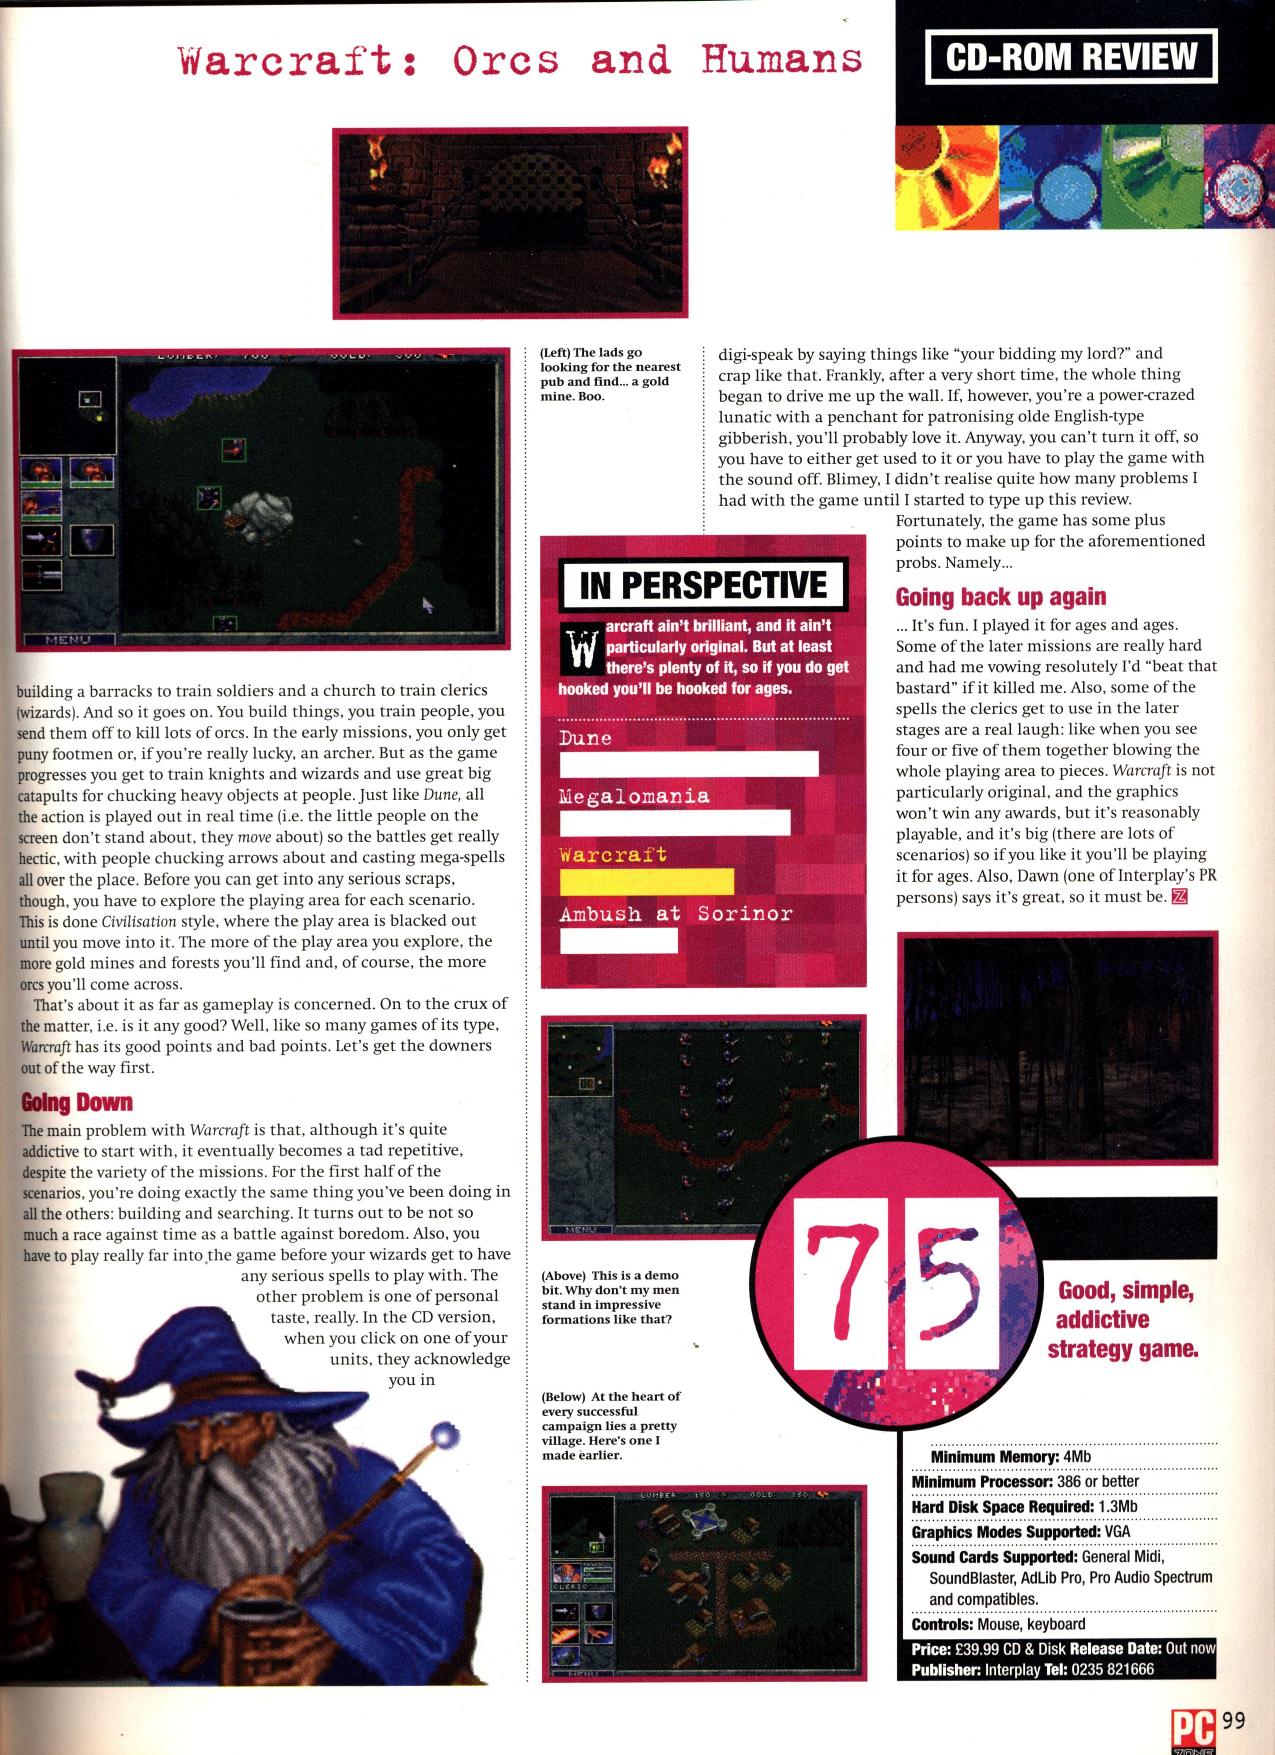 Warcraft: Orcs and Humans
CD-ROM REVIEW
LUMBER: 700 GOLD: 500
MENU
building a barracks to train soldiers and a church to train clerics
(wizards). And so it goes on. You build things, you train people, you
send them off to kill lots of orcs. In the early missions, you only get
puny footmen or, if you're really lucky, an archer. But as the game
progresses you get to train knights and wizards and use great big
catapults for chucking heavy objects at people. Just like Dune, all
the action is played out in real time (i.e. the little people on the
screen don't stand about, they move about) so the battles get really
hectic, with people chucking arrows about and casting mega-spells
all over the place. Before you can get into any serious scraps,
though, you have to explore the playing area for each scenario.
This is done Civilisation style, where the play area is blacked out
until you move into it. The more of the play area you explore, the
more gold mines and forests you'll find and, of course, the more
orcs you'll come across.
That's about it as far as gameplay is concerned. On to the crux of
the matter, i.e. is it any good? Well, like so many games of its type,
Warcraft has its good points and bad points. Let's get the downers
out of the way first.
Going Down
The main problem with Warcraft is that, although it's quite
addictive to start with, it eventually becomes a tad repetitive,
despite the variety of the missions. For the first half of the
scenarios, you're doing exactly the same thing you've been doing in
all the others: building and searching. It turns out to be not so
much a race against time as a battle against boredom. Also, you
have to play really far into the game before your wizards get to have
any serious spells to play with. The
other problem is one of personal
taste, really. In the CD version,
when you click on one of your
units, they acknowledge
you in
(Left) The lads go
looking for the nearest
pub and find... a gold
mine. Boo.
digi-speak by saying things like "your bidding my lord?" and
crap like that. Frankly, after a very short time, the whole thing
began to drive me up the wall. If, however, you're a power-crazed
lunatic with a penchant for patronising olde English-type
gibberish, you'll probably love it. Anyway, you can't turn it off, so
you have to either get used to it or you have to play the game with
the sound off. Blimey, I didn't realise quite how many problems I
had with the game until I started to type up this review.
Fortunately, the game has some plus
points to make up for the aforementioned
probs. Namely...
Going back up again
... It's fun. I played it for ages and ages.
Some of the later missions are really hard
and had me vowing resolutely I'd "beat that
bastard" if it killed me. Also, some of the
spells the clerics get to use in the later
stages are a real laugh: like when you see
four or five of them together blowing the
whole playing area to pieces. Warcraft is not
particularly original, and the graphics
won't win any awards, but it's reasonably
playable, and it's big (there are lots of
scenarios) so if you like it you'll be playing
it for ages. Also, Dawn (one of Interplay's PR
persons) says it's great, so it must be. Z
IN PERSPECTIVE
Warcraft ain't brilliant, and it ain't
particularly original. But at least
there's plenty of it, so if you do get
hooked you'll be hooked for ages.
Dune
Megalomania
Warcraft
Ambush at Sorinor
MENU
(Above) This is a demo
bit. Why don't my men
stand in impressive
formations like that?
(Below) At the heart of
every successful
campaign lies a pretty
village. Here's one I
made earlier.
LUMBER 150 GOLD: 350
CLERIC
MENU
75
Good, simple,
addictive
strategy game.
Minimum Memory: 4Mb
Minimum Processor: 386 or better
Hard Disk Space Required: 1.3Mb
Graphics Modes Supported: VGA
Sound Cards Supported: General Midi,
SoundBlaster, AdLib Pro, Pro Audio Spectrum
and compatibles.
Controls: Mouse, keyboard
Price: £39.99 CD & Disk Release Date: Out now
Publisher: Interplay Tel: 0235 821666
PC
ZONE
99